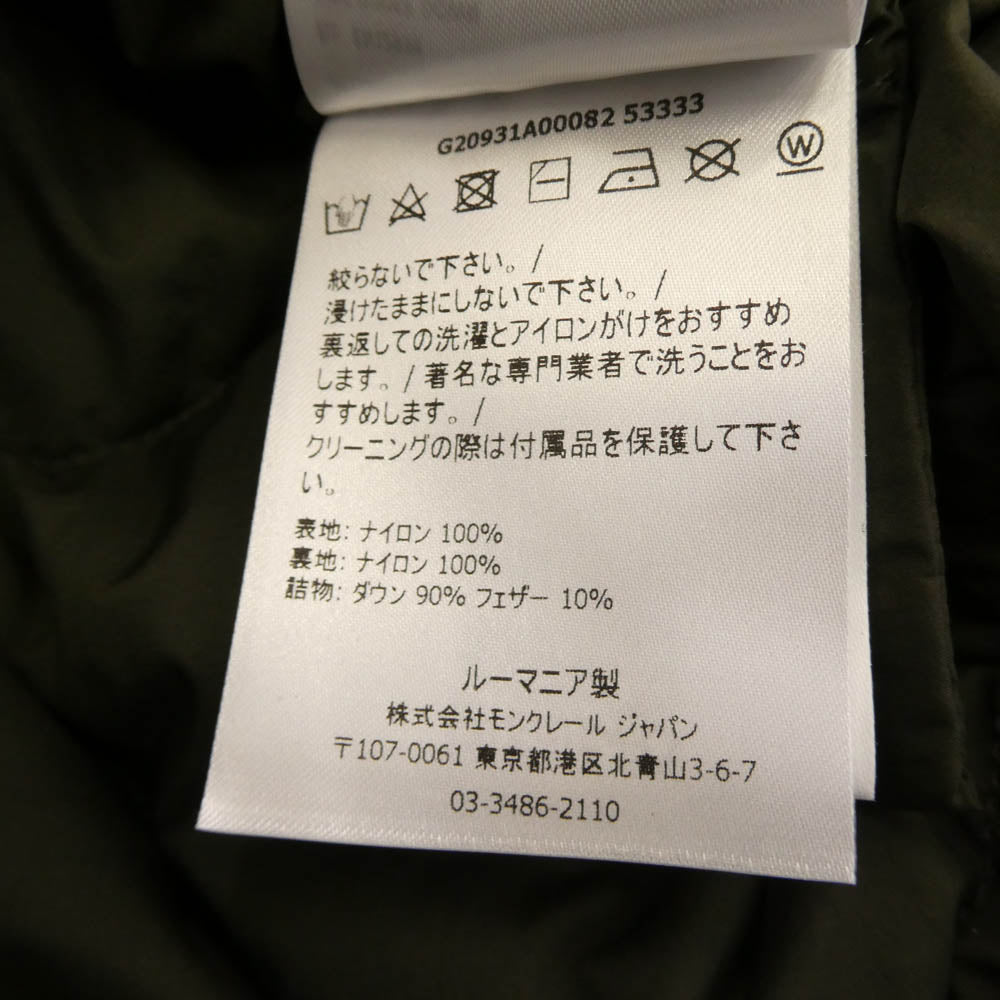 G20931A00082 53333
W
絞らないで下さい。/
浸けたままにしないで下さい。/
裏返しての洗濯とアイロンがけをおすすめ
します。/ 著名な専門業者で洗うことをお
すすめします。/
クリーニングの際は付属品を保護して下さ
い。
表地: ナイロン 100%
裏地: ナイロン 100%
詰物: ダウン 90% フェザー 10%
ルーマニア製
株式会社モンクレール ジャパン
〒107-0061 東京都港区北青山3-6-7
03-3486-2110